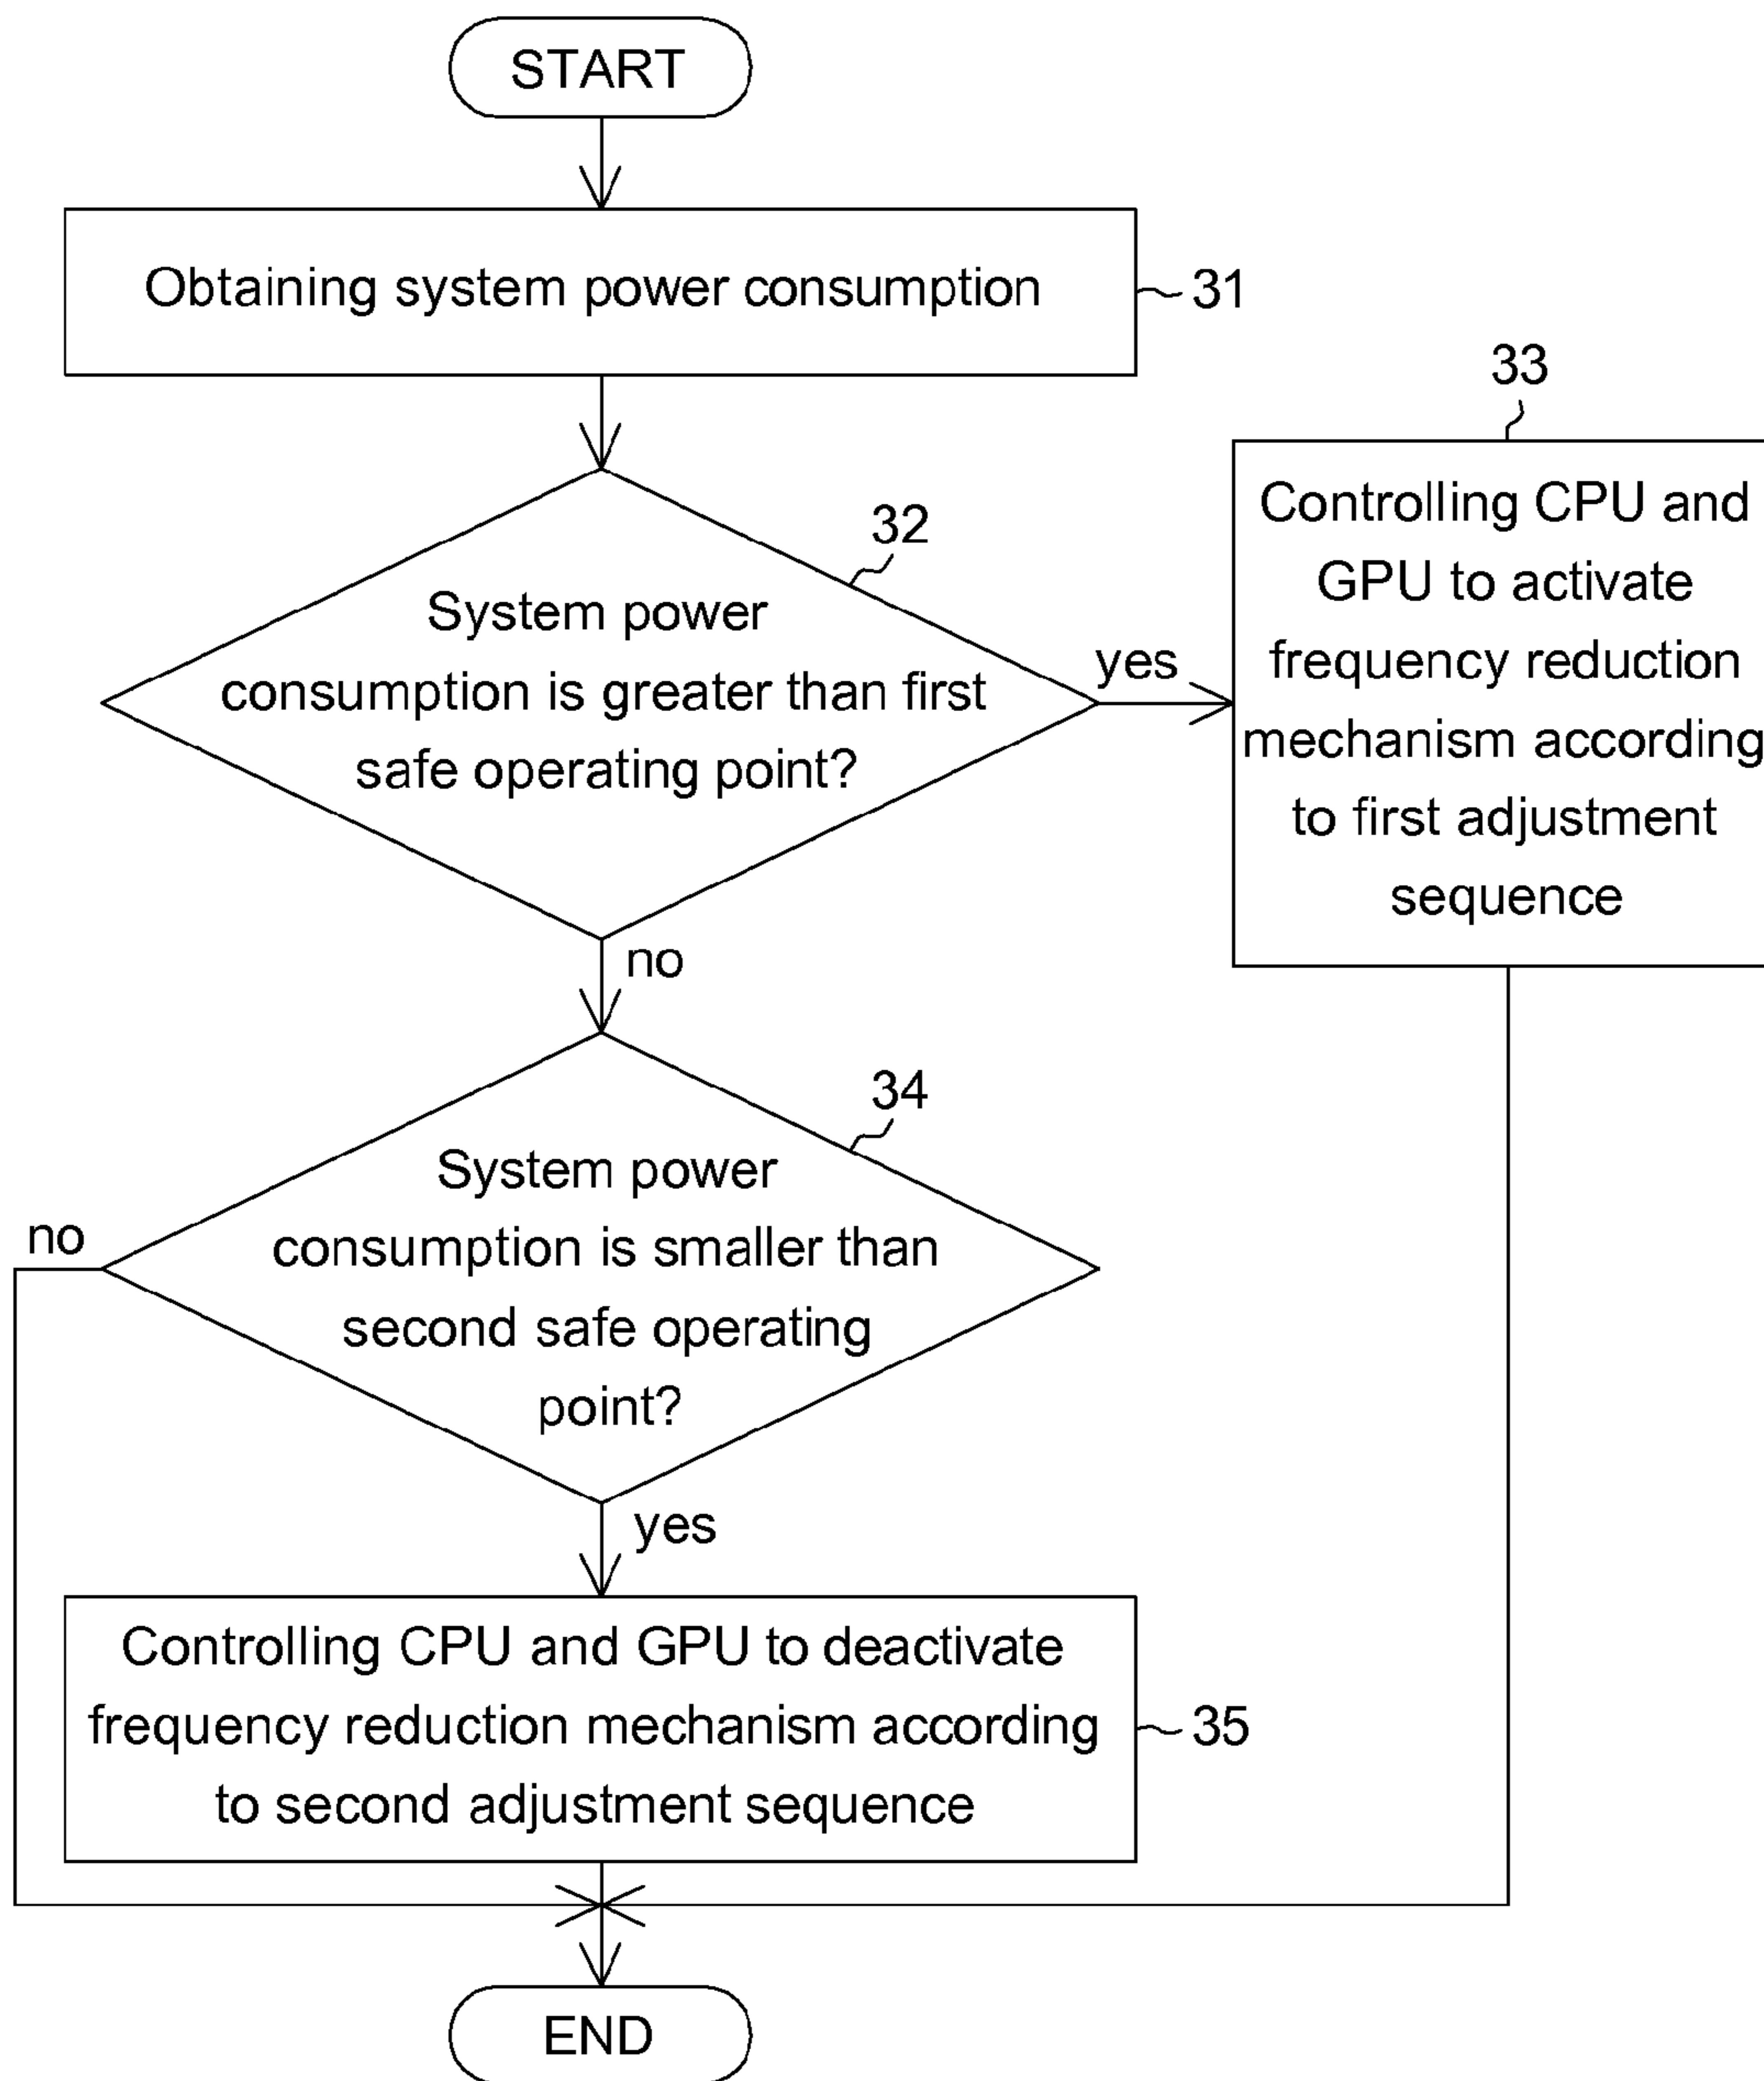 START
Obtaining system power consumption
31
33
Controlling CPU and
GPU to activate
frequency reduction
mechanism according
to first adjustment
sequence
32
System power
consumption is greater than first
safe operating point?
yes
no
34
System power
consumption is smaller than
second safe operating
point?
no
yes
Controlling CPU and GPU to deactivate
frequency reduction mechanism according
to second adjustment sequence
35
END